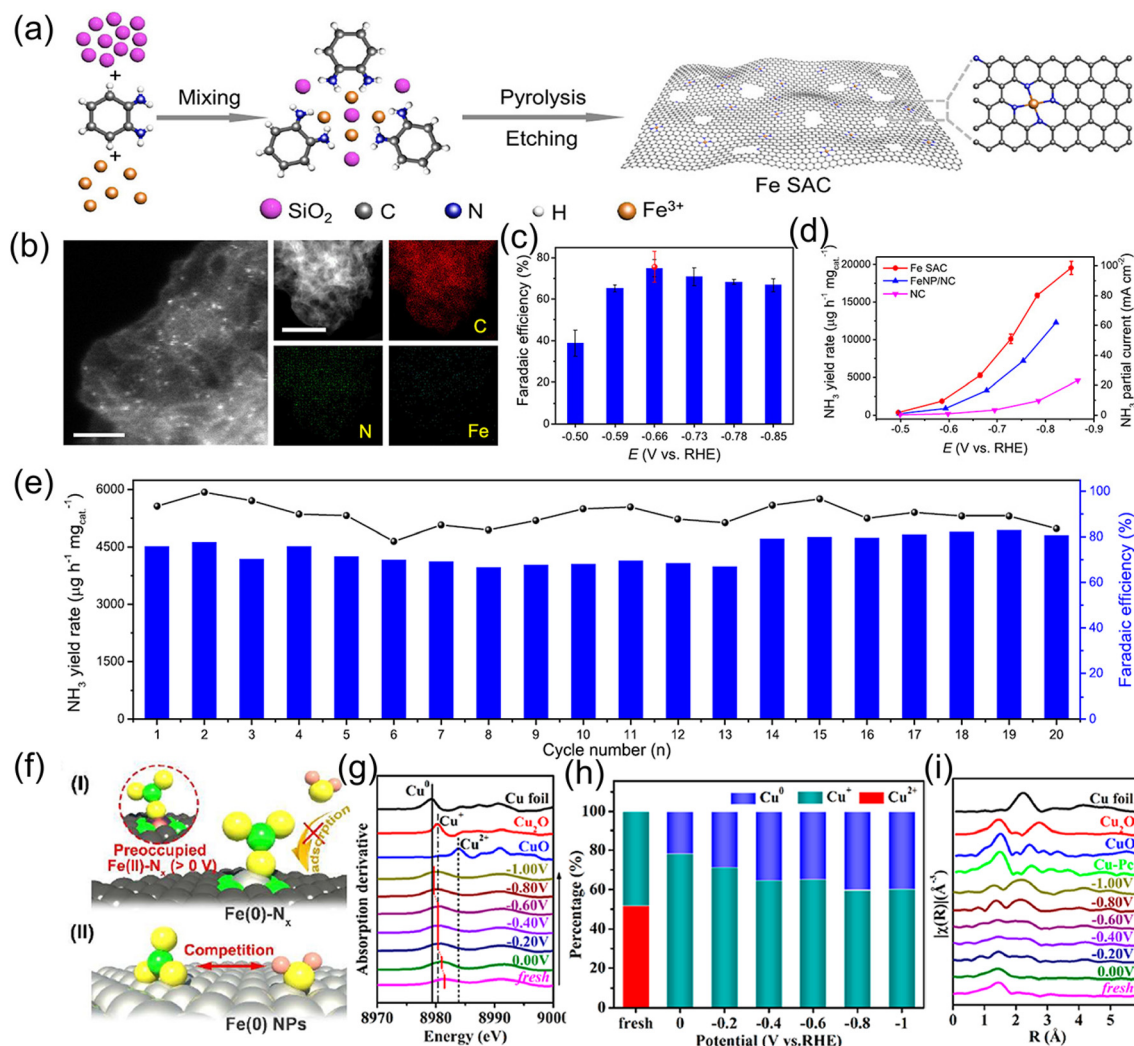 (a)
+
+
Mixing
Pyrolysis
Etching
Fe SAC
SiO₂ C N H Fe³⁺
(b)
C
N
Fe
(c)
Faradaic efficiency (%)
80
60
40
20
0
-0.50 -0.59 -0.66 -0.73 -0.78 -0.85
E (V vs. RHE)
(d)
NH₃ yield rate (μg h⁻¹ mg_cat.⁻¹)
20000
15000
10000
5000
0
Fe SAC
FeNP/NC
NC
100
80
60
40
20
0
NH₃ partial current (mA cm⁻²)
-0.5 -0.6 -0.7 -0.8 -0.9
E (V vs. RHE)
(e)
NH₃ yield rate (μg h⁻¹ mg_cat.⁻¹)
6000
4500
3000
1500
0
100
80
60
40
20
0
Faradaic efficiency (%)
1 2 3 4 5 6 7 8 9 10 11 12 13 14 15 16 17 18 19 20
Cycle number (n)
(f)
(I)
Preoccupied
Fe(II)-Nₓ (> 0 V)
adsorption
Fe(0)-Nₓ
(II)
Competition
Fe(0) NPs
(g)
Absorption derivative
Cu⁰
Cu⁺
Cu²⁺
Cu foil
Cu₂O
CuO
-1.00V
-0.80V
-0.60V
-0.40V
-0.20V
0.00V
fresh
8970 8980 8990 9000
Energy (eV)
(h)
Cu⁰ Cu⁺ Cu²⁺
Percentage (%)
100
80
60
40
20
0
fresh 0 -0.2 -0.4 -0.6 -0.8 -1
Potential (V vs.RHE)
(i)
|χ(R)|(Å⁻³)
Cu foil
Cu₂O
CuO
Cu-Pc
-1.00V
-0.80V
-0.60V
-0.40V
-0.20V
0.00V
fresh
0 1 2 3 4 5
R (Å)